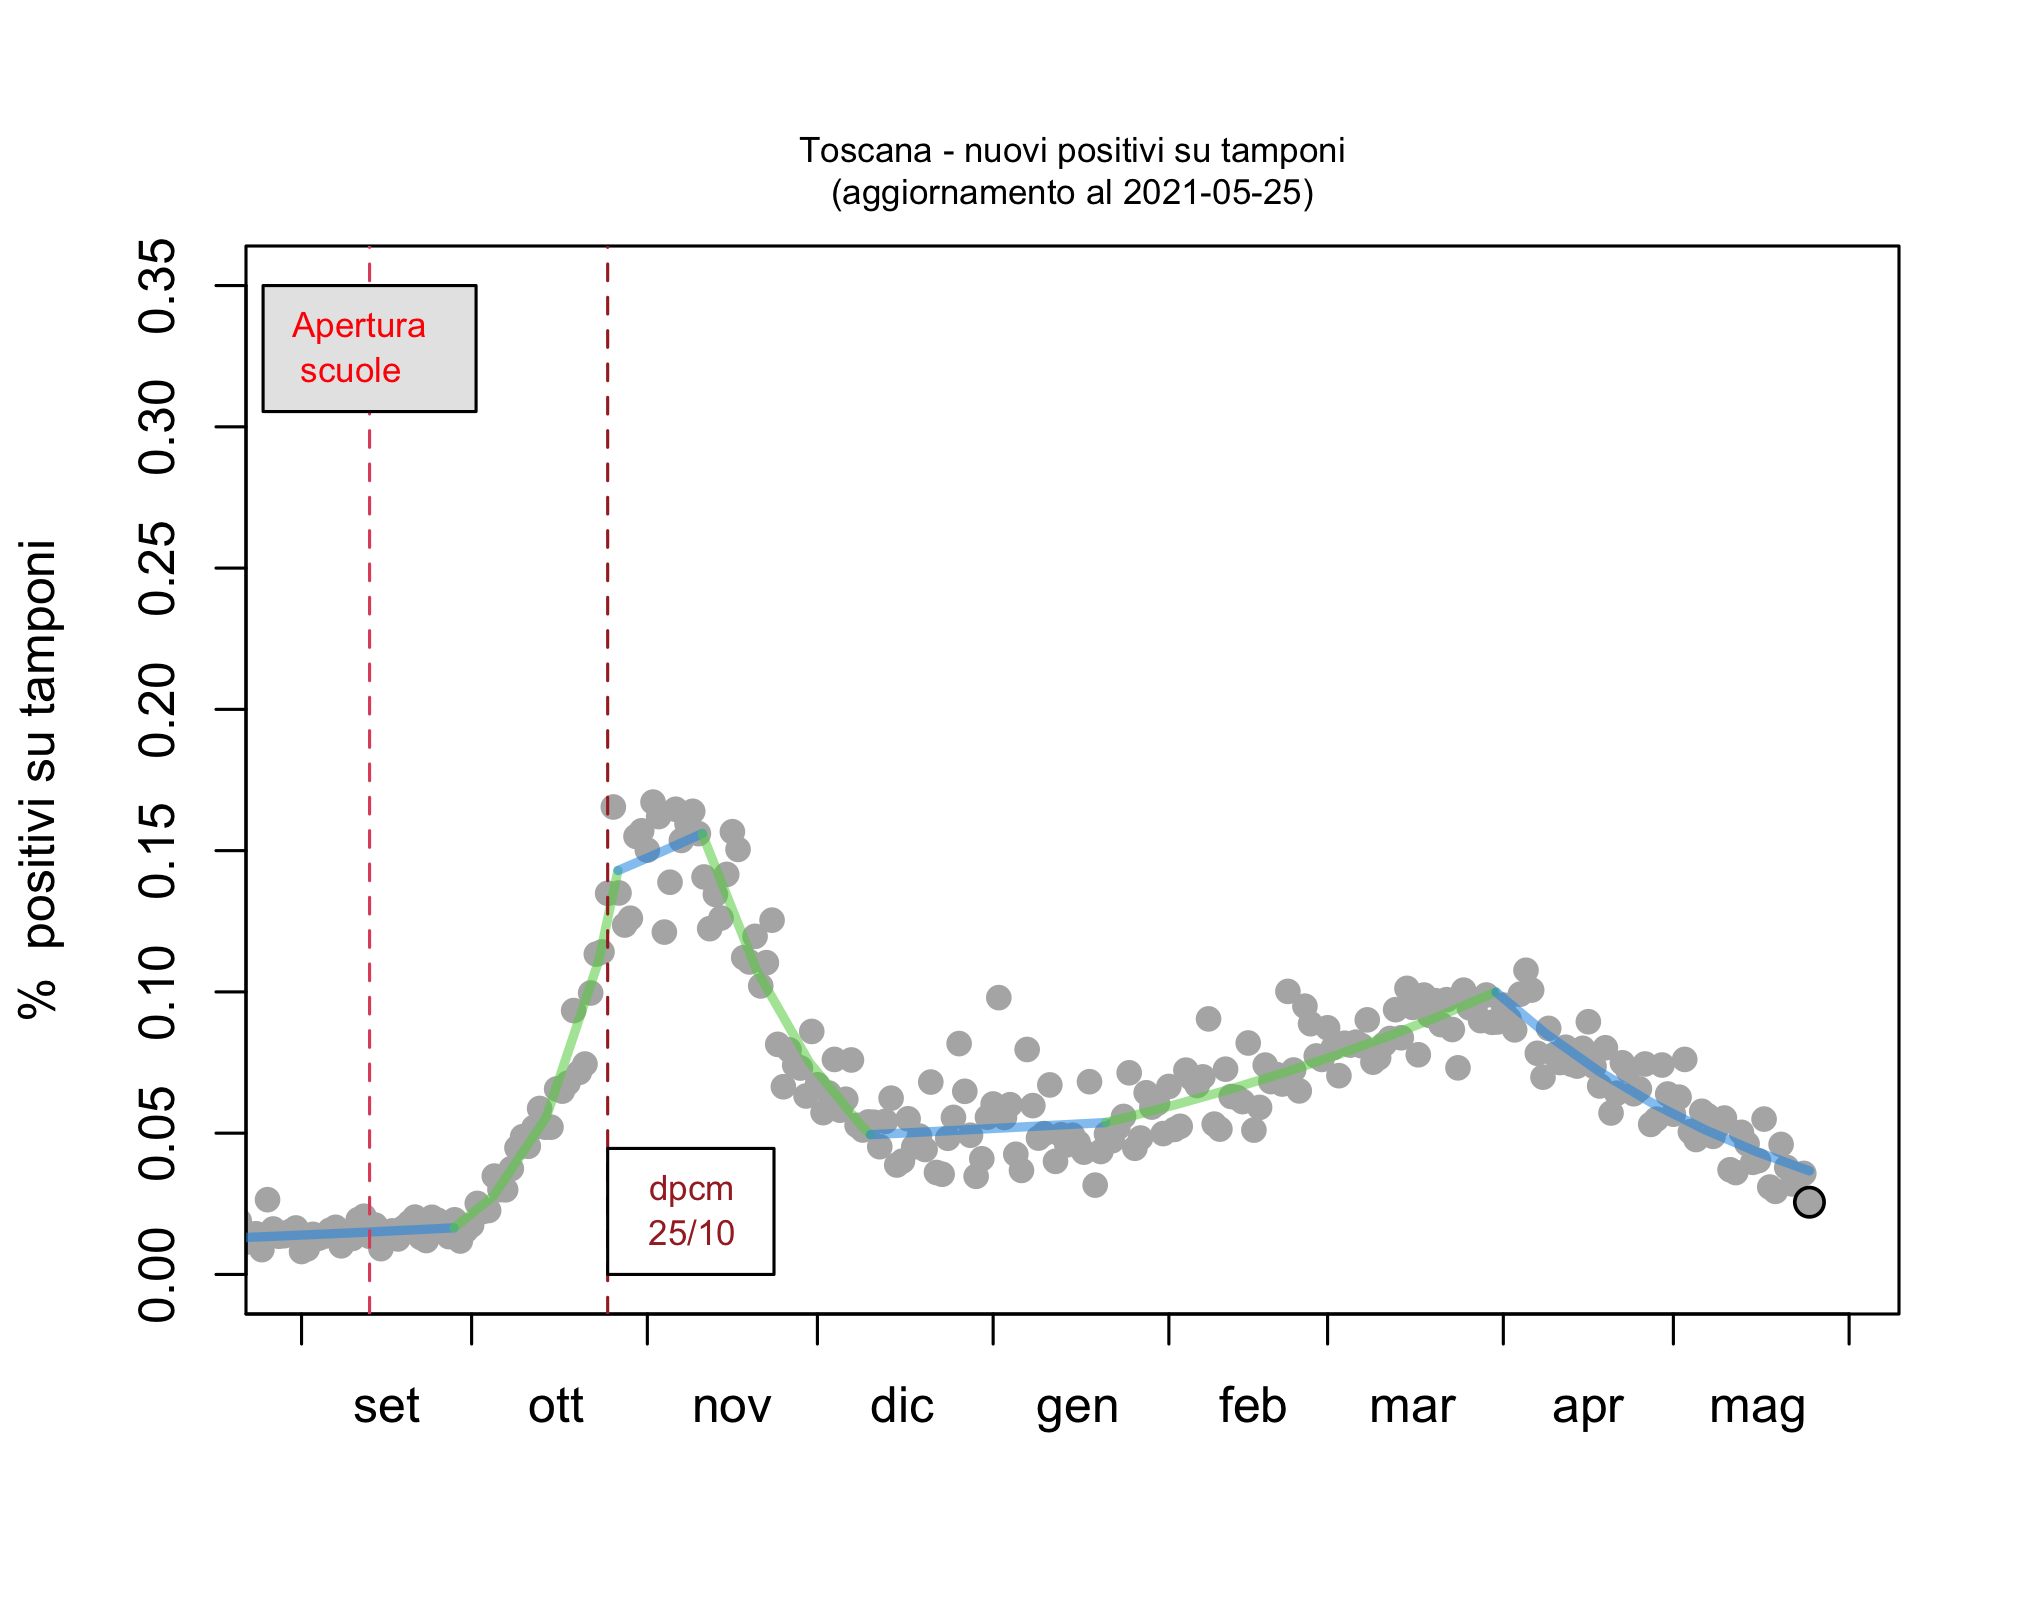 Toscana - nuovi positivi su tamponi
(aggiornamento al 2021-05-25)
% positivi su tamponi
0.35
0.30
0.25
0.20
0.15
0.10
0.05
0.00
Apertura
scuole
dpcm
25/10
set ott nov dic gen feb mar apr mag